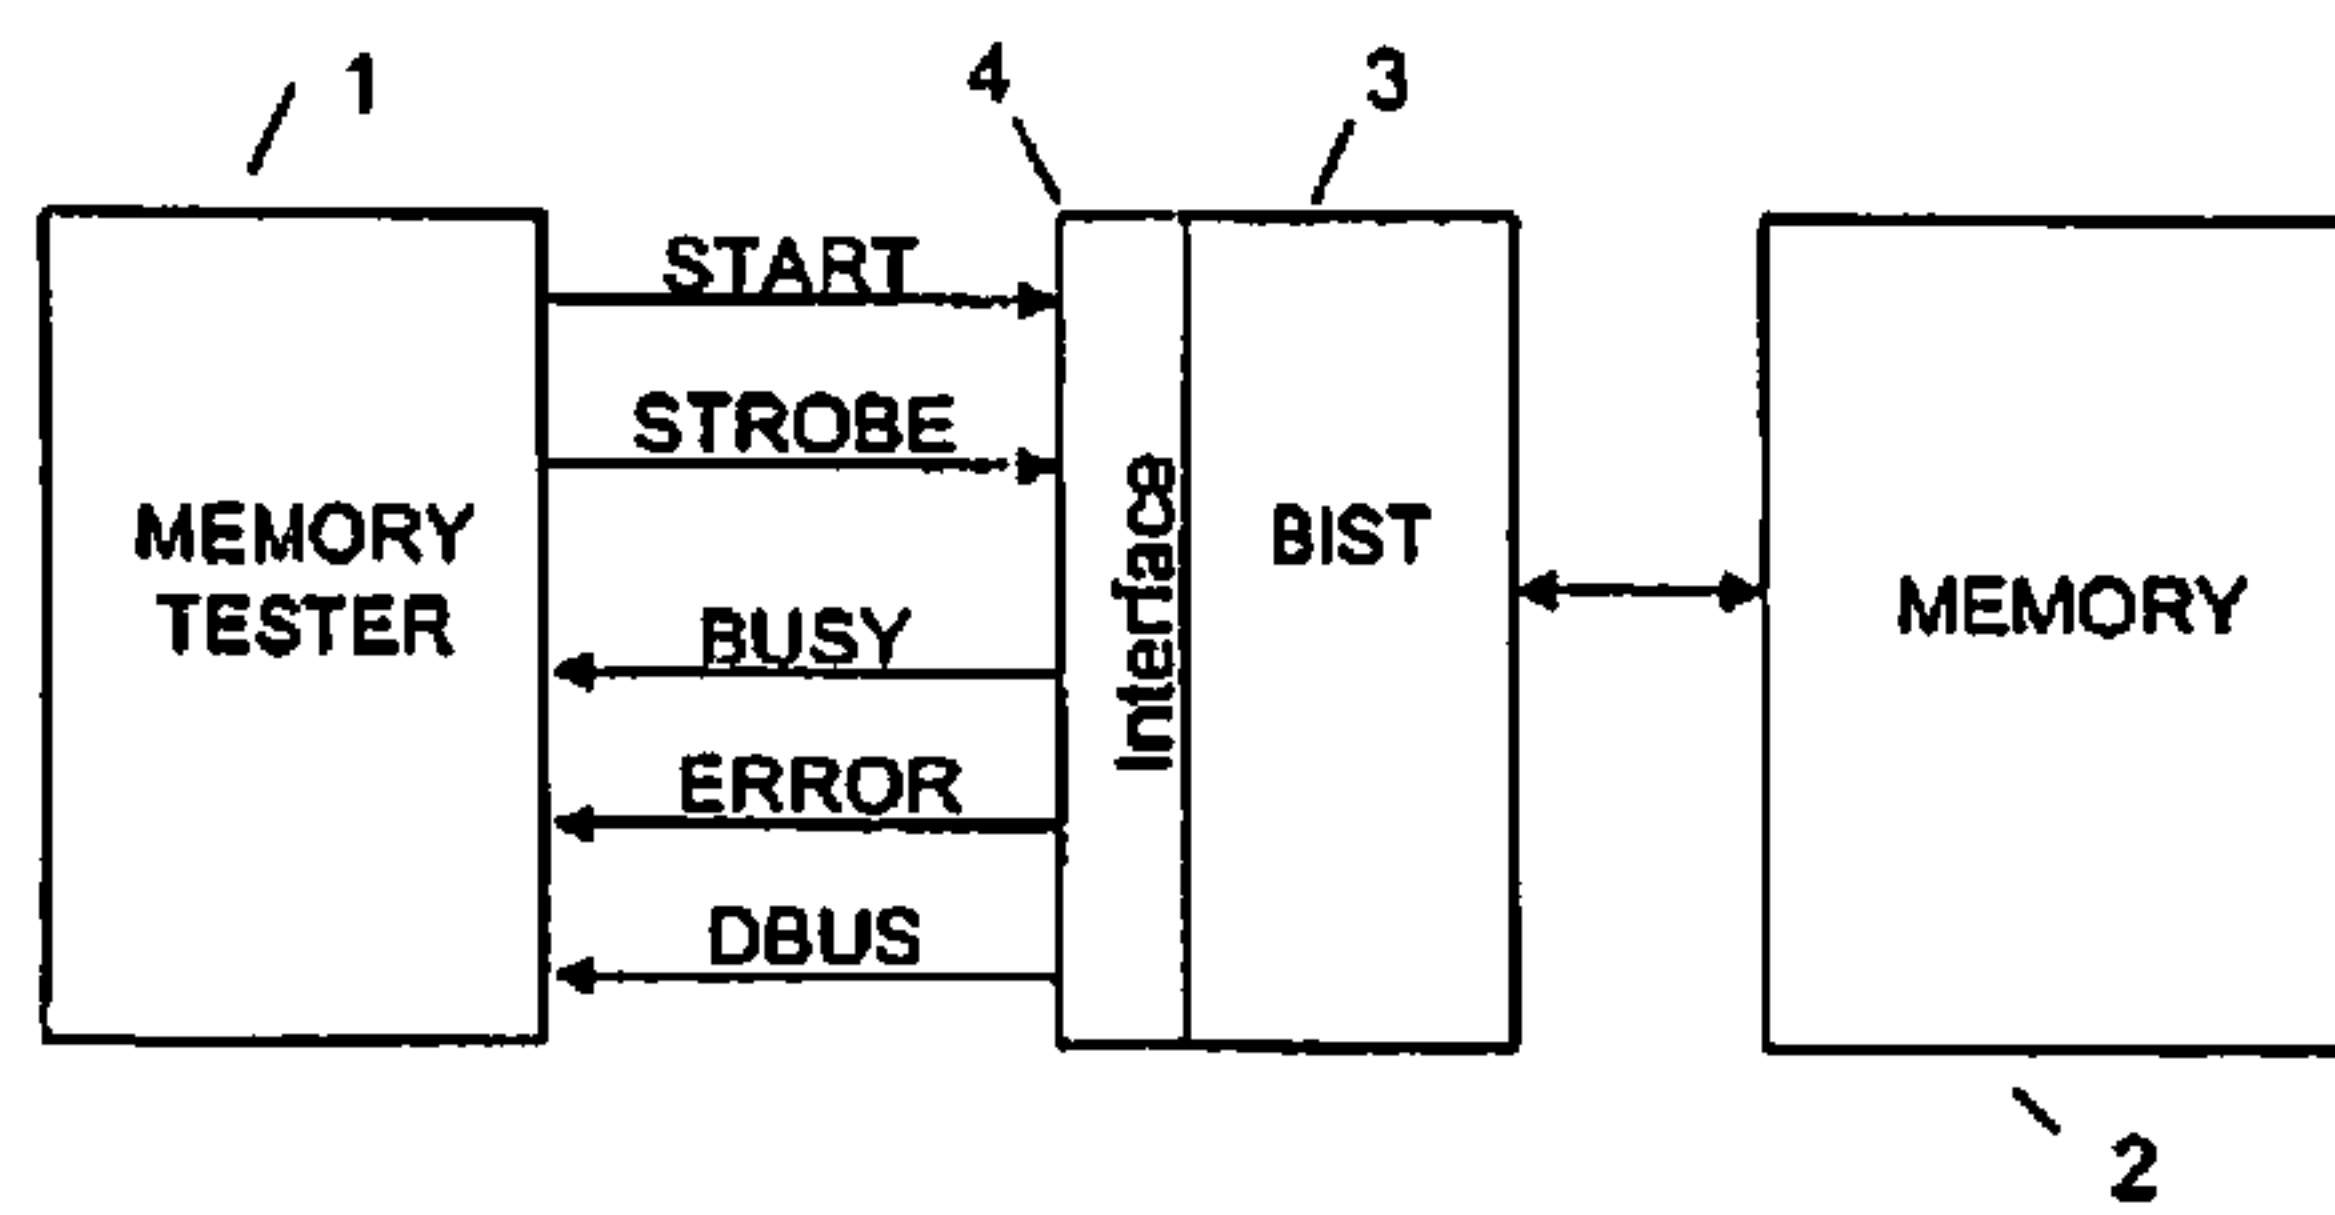 1
4
3
START
STROBE
MEMORY
TESTER
BUSY
ERROR
DBUS
Interface
BIST
MEMORY
2